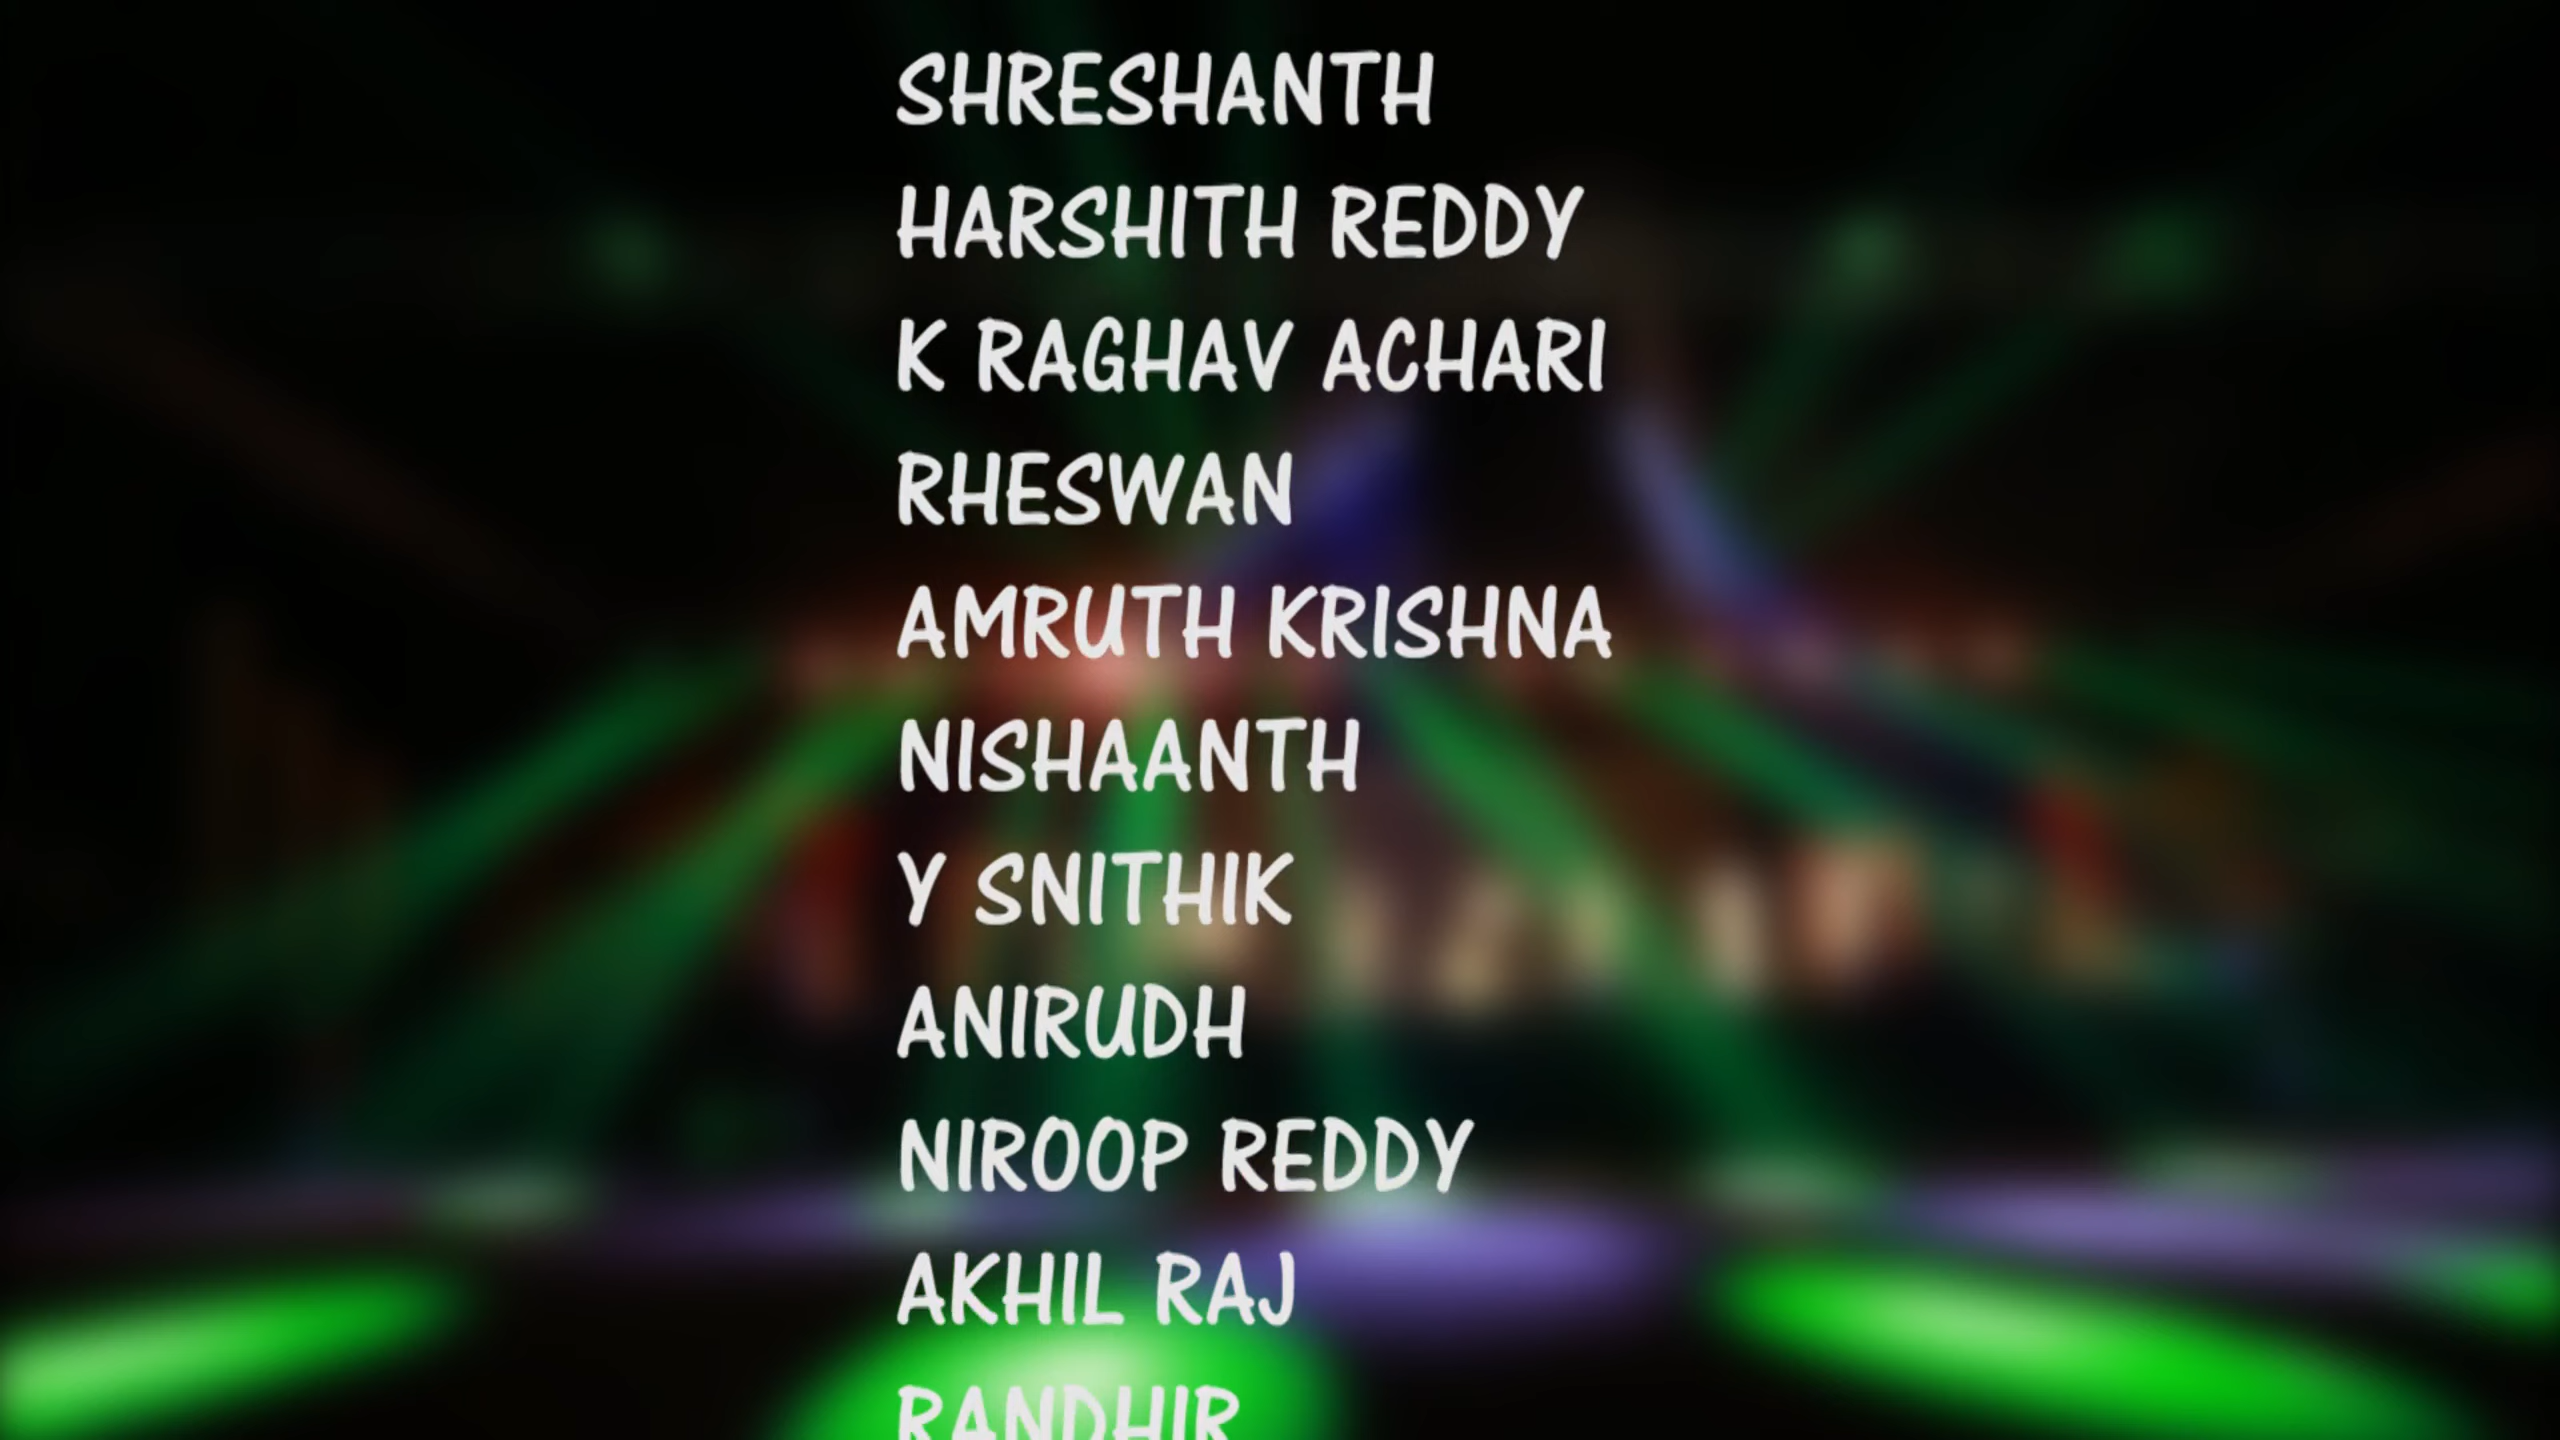 SHRESHANTH
HARSHITH REDDY
K RAGHAV ACHARI
RHESWAN
AMRUTH KRISHNA
NISHAANTH
Y SNITHIK
ANIRUDH
NIROOP REDDY
AKHIL RAJ
RANDHIR